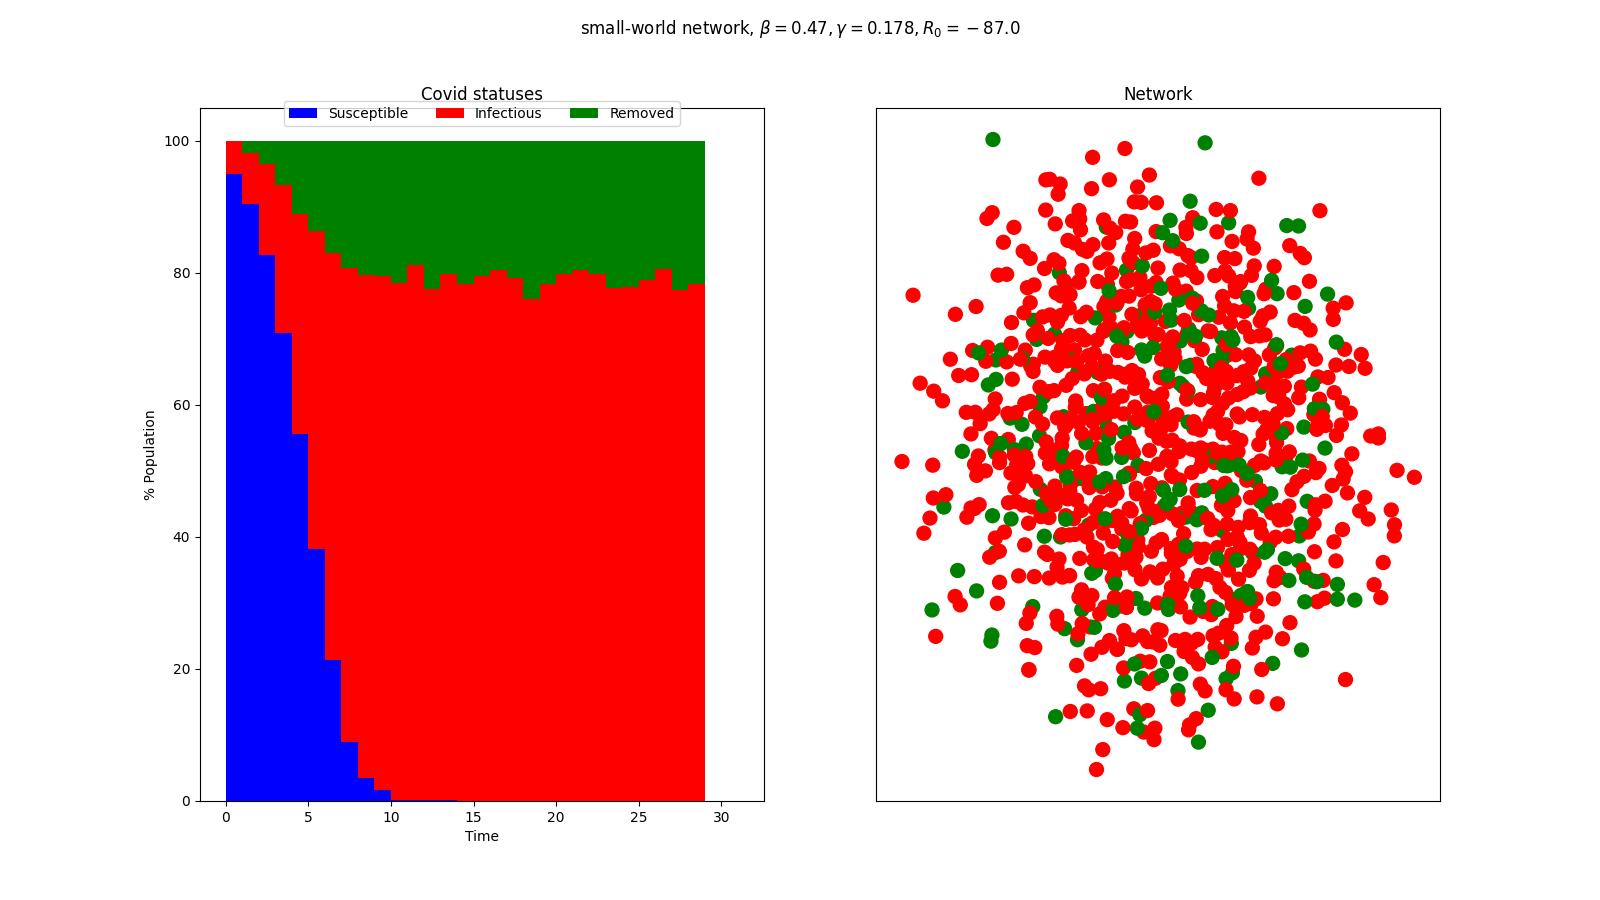 small-world network, β = 0.47, γ = 0.178, R₀ = −87.0
Covid statuses
Susceptible Infectious Removed
% Population
100
80
60
40
20
0
0 5 10 15 20 25 30
Time
Network